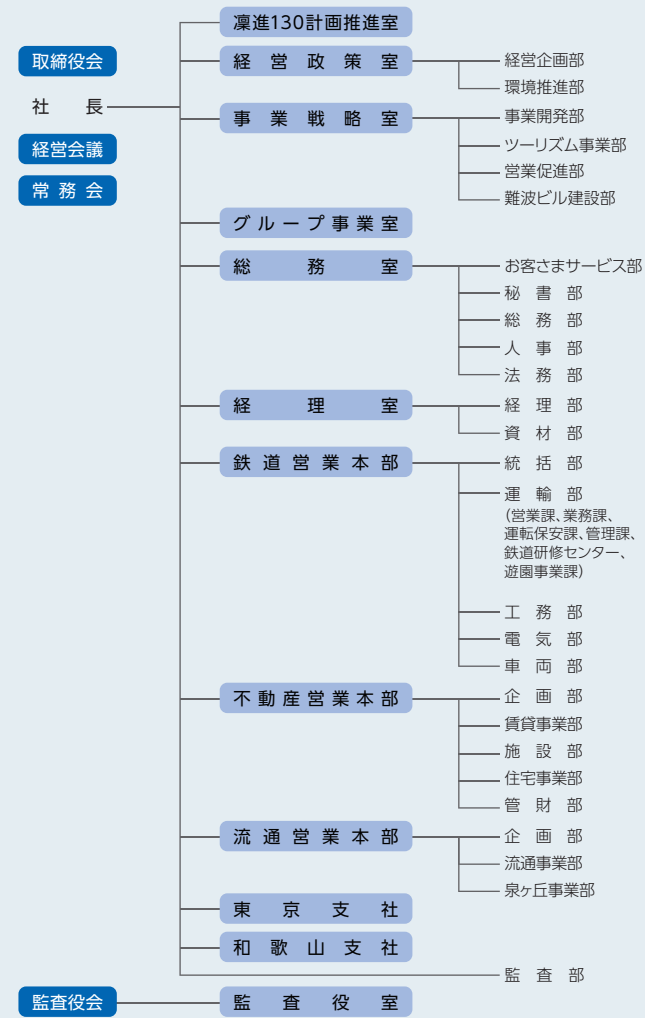 凜進130計画推進室
取締役会
経営政策室
経営企画部
環境推進部
社長
事業戦略室
事業開発部
ツーリズム事業部
営業促進部
難波ビル建設部
経営会議
常務会
グループ事業室
総務室
お客さまサービス部
秘書部
総務部
人事部
法務部
経理室
経理部
資材部
鉄道営業本部
統括部
運輸部
(営業課、業務課、
運転保安課、管理課、
鉄道研修センター、
遊園事業課)
工務部
電気部
車両部
不動産営業本部
企画部
賃貸事業部
施設部
住宅事業部
管財部
流通営業本部
企画部
流通事業部
泉ヶ丘事業部
東京支社
和歌山支社
監査部
監査役会
監査役室